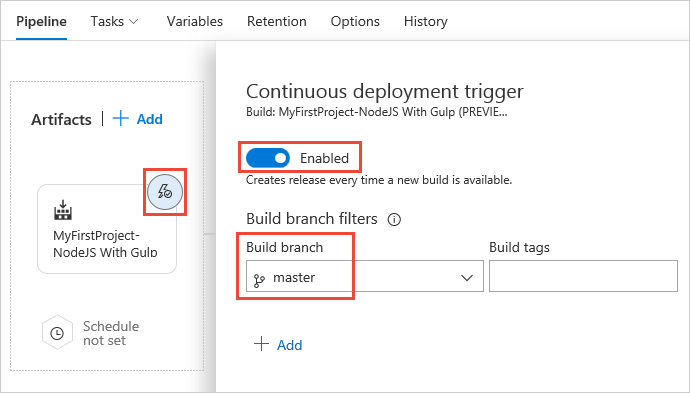 Pipeline Tasks Variables Retention Options History
Artifacts | Add
MyFirstProject-
NodeJS With Gulp
Schedule
not set
Continuous deployment trigger
Build: MyFirstProject-NodeJS With Gulp (PREVIE...
Enabled
Creates release every time a new build is available.
Build branch filters
Build branch Build tags
master
Add